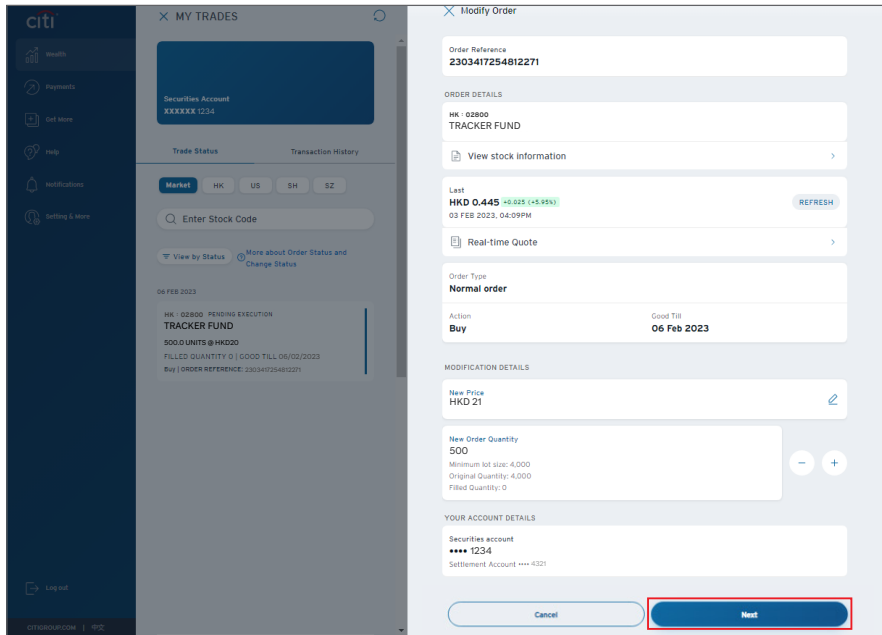 citi
Wealth
Payments
Get More
Help
Notifications
Setting & More
Log out
CITIGROUP.COM | 中文
MY TRADES
Securities Account
XXXXXX 1234
Trade Status Transaction History
Market HK US SH SZ
Enter Stock Code
View by Status More about Order Status and
Change Status
06 FEB 2023
HK : 02800 PENDING EXECUTION
TRACKER FUND
500.0 UNITS @ HKD20
FILLED QUANTITY 0 | GOOD TILL 06/02/2023
Buy | ORDER REFERENCE: 2303417254812271
Modify Order
Order Reference
2303417254812271
ORDER DETAILS
HK : 02800
TRACKER FUND
View stock information
Last
HKD 0.445 +0.025 (+5.95%) REFRESH
03 FEB 2023, 04:09PM
Real-time Quote
Order Type
Normal order
Action Good Till
Buy 06 Feb 2023
MODIFICATION DETAILS
New Price
HKD 21
New Order Quantity
500
Minimum lot size: 4,000
Original Quantity: 4,000
Filled Quantity: 0
YOUR ACCOUNT DETAILS
Securities account
•••• 1234
Settlement Account •••• 4321
Cancel Next